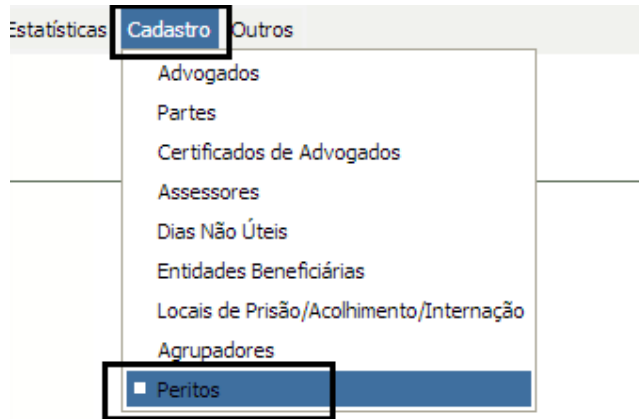 Estatísticas Cadastro Outros
Advogados
Partes
Certificados de Advogados
Assessores
Dias Não Úteis
Entidades Beneficiárias
Locais de Prisão/Acolhimento/Internação
Agrupadores
Peritos